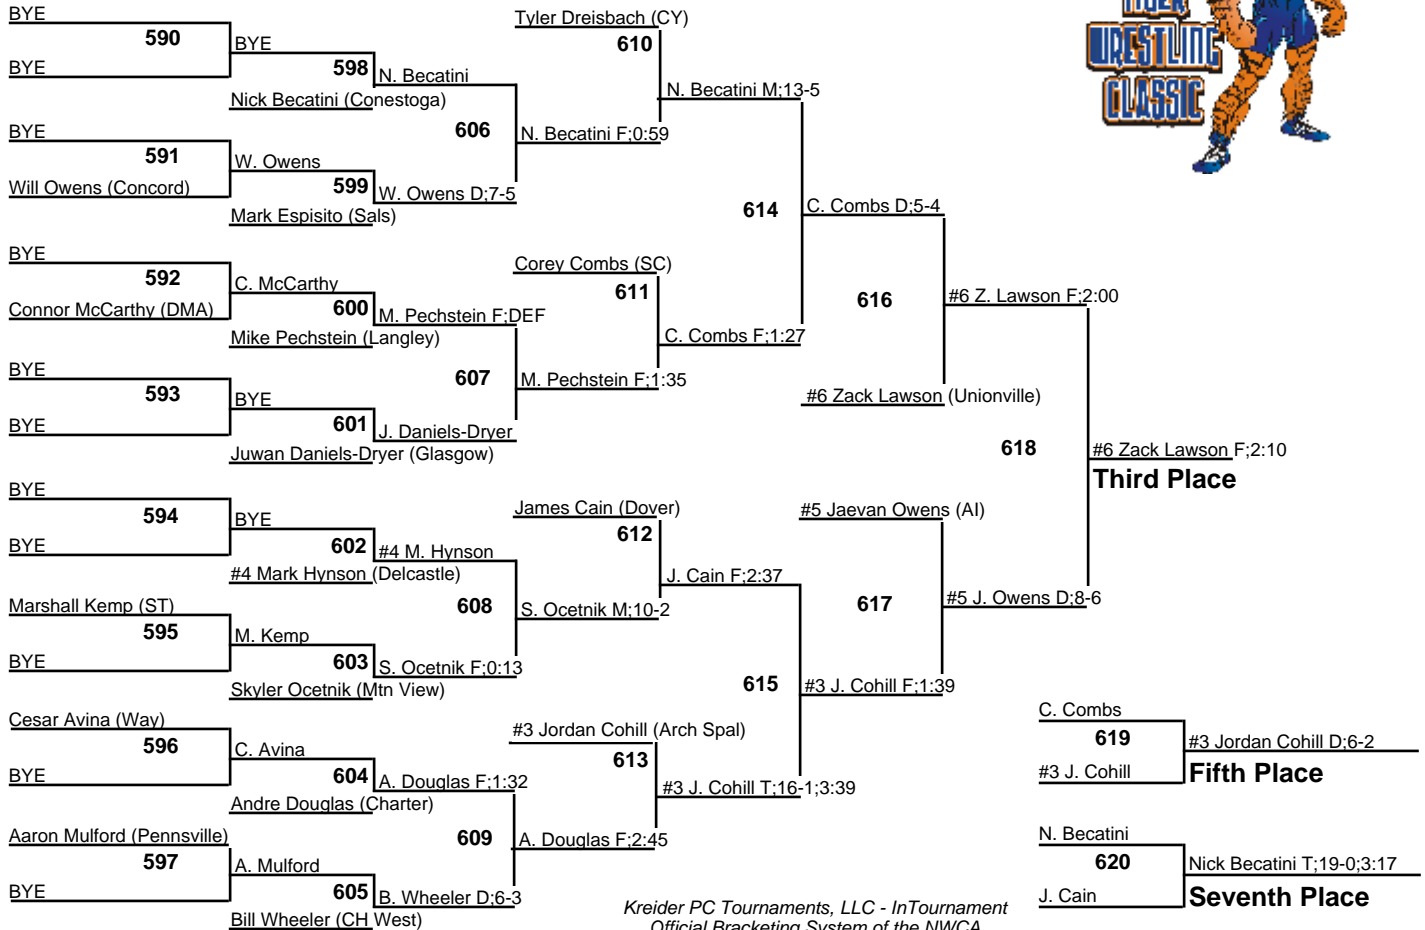 BYE
590
BYE
BYE
598
N. Becatini
Nick Becatini (Conestoga)
606
N. Becatini F;0:59
BYE
591
Will Owens (Concord)
W. Owens
599
W. Owens D;7-5
Mark Espisito (Sals)
Tyler Dreisbach (CY)
610
N. Becatini M;13-5
BYE
592
Connor McCarthy (DMA)
C. McCarthy
600
M. Pechstein F;DEF
Mike Pechstein (Langley)
607
M. Pechstein F;1:35
BYE
593
BYE
BYE
601
J. Daniels-Dryer
Juwan Daniels-Dryer (Glasgow)
Corey Combs (SC)
611
C. Combs F;1:27
614
C. Combs D;5-4
616
#6 Z. Lawson F;2:00
#6 Zack Lawson (Unionville)
618
#6 Zack Lawson F;2:10
Third Place
BYE
594
BYE
BYE
602
#4 M. Hynson
#4 Mark Hynson (Delcastle)
608
S. Ocetnik M;10-2
Marshall Kemp (ST)
595
BYE
M. Kemp
603
S. Ocetnik F;0:13
Skyler Ocetnik (Mtn View)
James Cain (Dover)
612
J. Cain F;2:37
#5 Jaevan Owens (AI)
617
#5 J. Owens D;8-6
615
#3 J. Cohill F;1:39
Cesar Avina (Way)
596
BYE
C. Avina
604
A. Douglas F;1:32
Andre Douglas (Charter)
609
A. Douglas F;2:45
Aaron Mulford (Pennsville)
597
BYE
A. Mulford
605
B. Wheeler D;6-3
Bill Wheeler (CH West)
#3 Jordan Cohill (Arch Spal)
613
#3 J. Cohill T;16-1;3:39
C. Combs
619
#3 J. Cohill
#3 Jordan Cohill D;6-2
Fifth Place
N. Becatini
620
J. Cain
Nick Becatini T;19-0;3:17
Seventh Place
Kreider PC Tournaments, LLC - InTournament
Official Bracketing System of the NWCA
TIGER
WRESTLING
CLASSIC